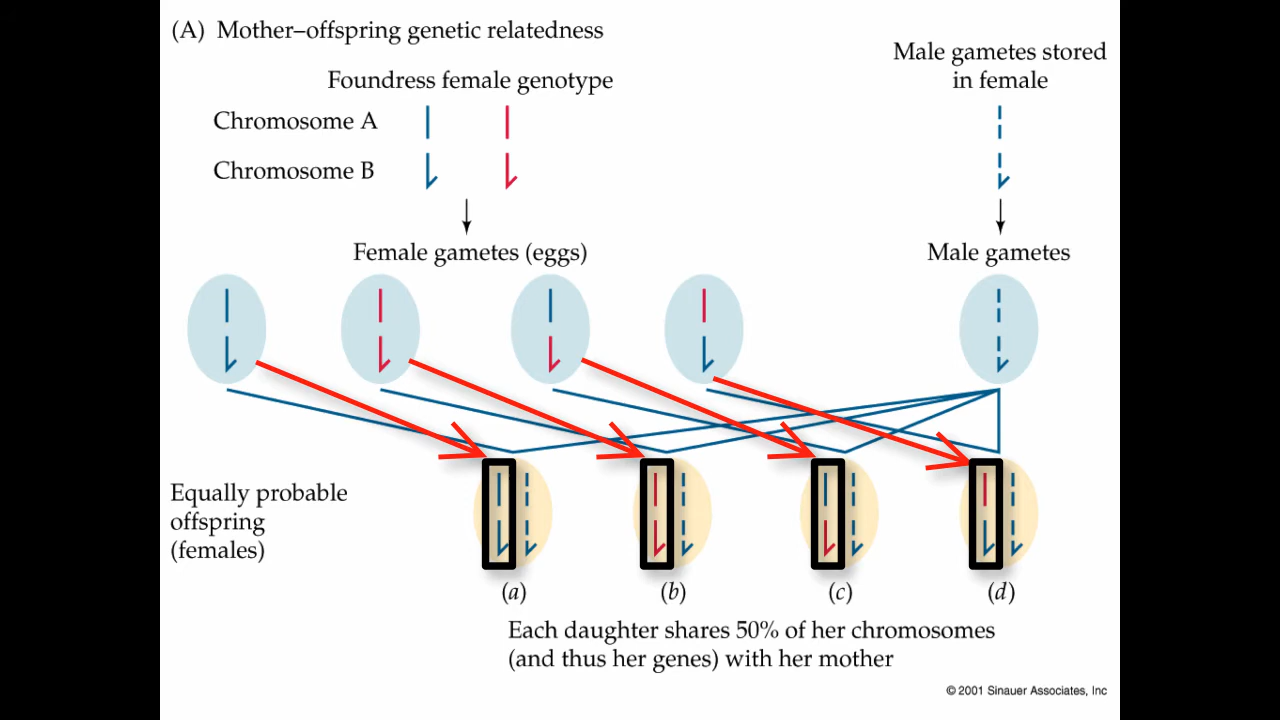 (A) Mother–offspring genetic relatedness
Male gametes stored
in female
Foundress female genotype
Chromosome A
Chromosome B
Female gametes (eggs)
Male gametes
Equally probable
offspring
(females)
(a)
(b)
(c)
(d)
Each daughter shares 50% of her chromosomes
(and thus her genes) with her mother
© 2001 Sinauer Associates, Inc